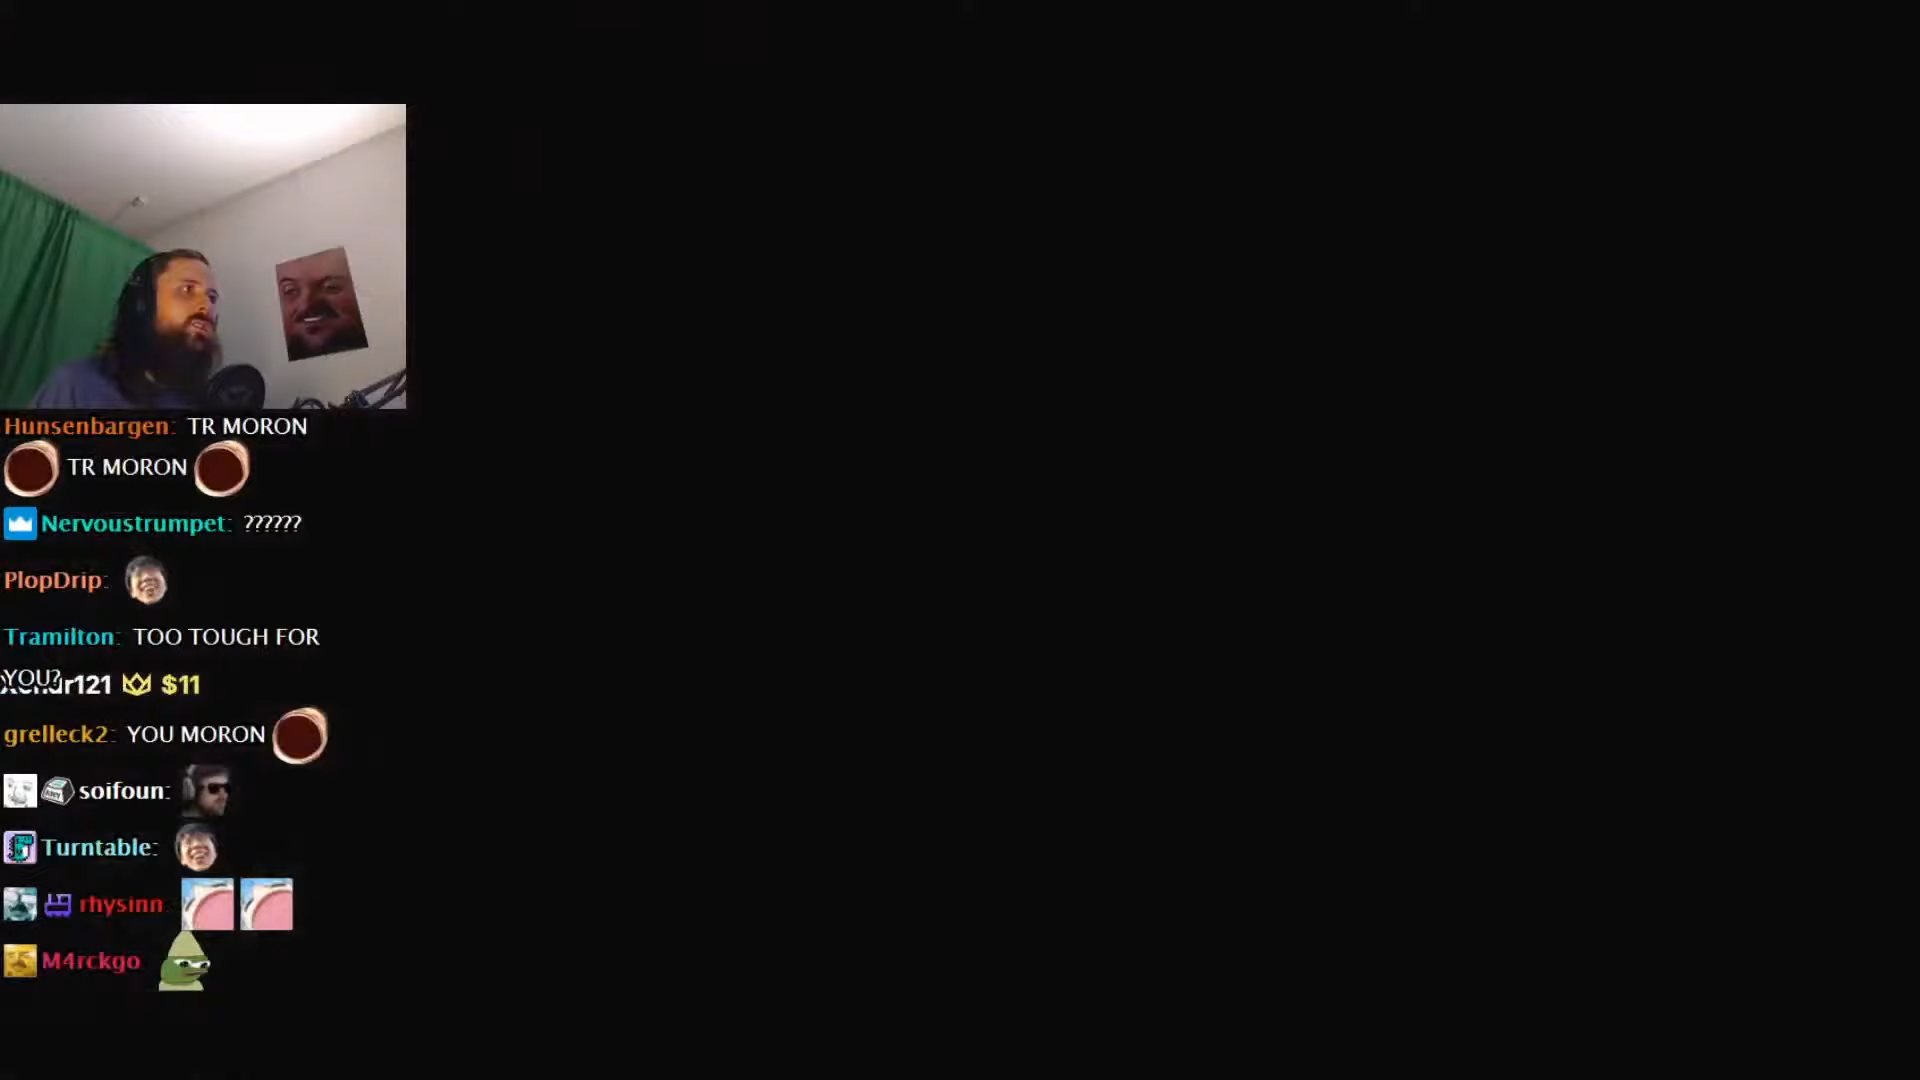 Hunsenbargen: TR MORON
TR MORON
Nervoustrumpet: ??????
PlopDrip:
Tramilton: TOO TOUGH FOR
YOU?
r121 $11
grelleck2: YOU MORON
soifoun:
Turntable:
rhysinn:
M4rckgo